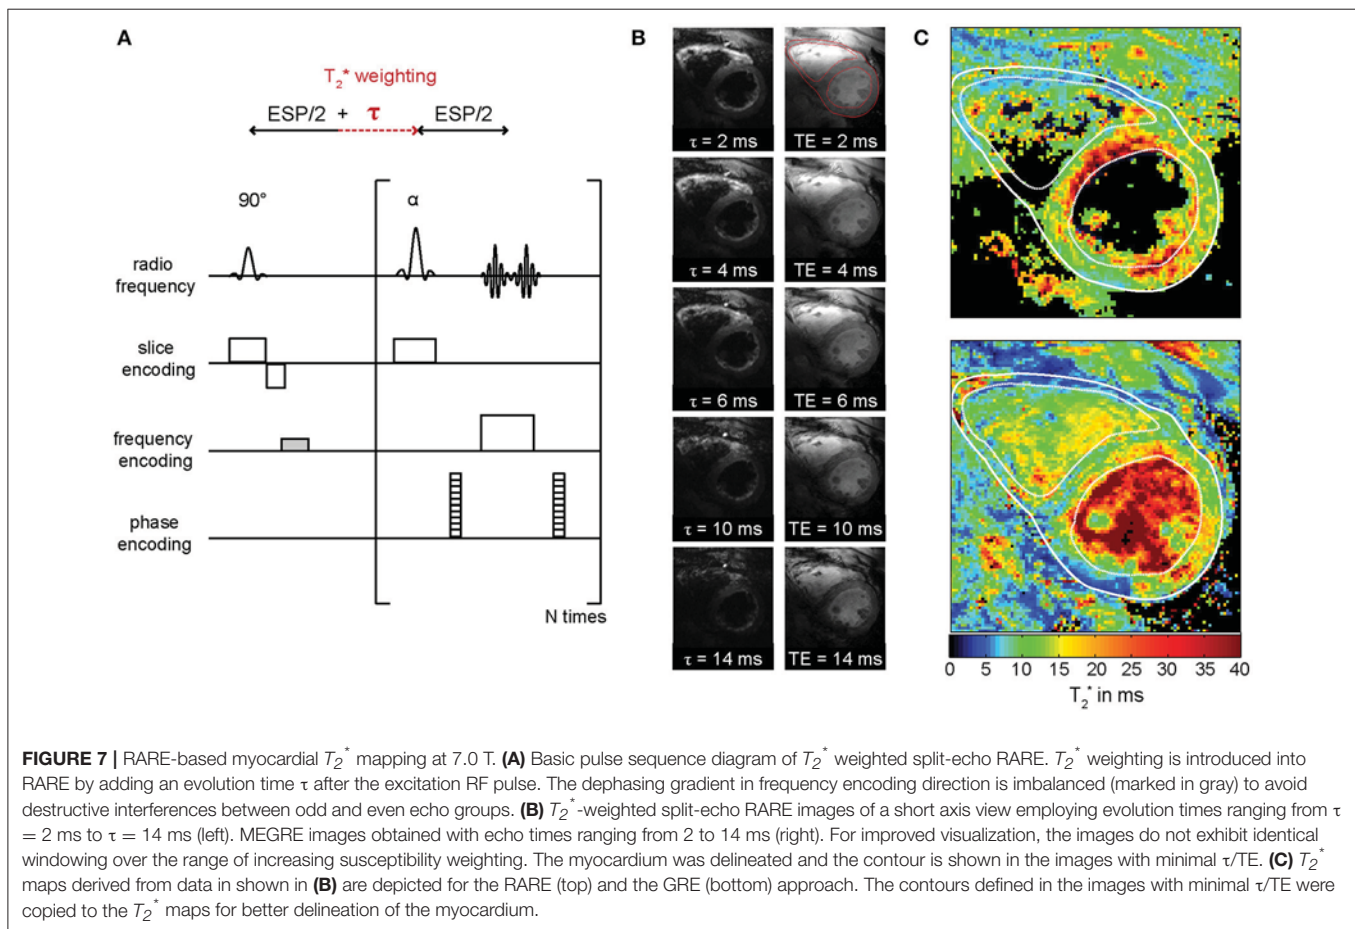 A
T2* weighting
ESP/2 + τ ESP/2
90°
α
radio
frequency
slice
encoding
frequency
encoding
phase
encoding
N times
B
τ = 2 ms TE = 2 ms
τ = 4 ms TE = 4 ms
τ = 6 ms TE = 6 ms
τ = 10 ms TE = 10 ms
τ = 14 ms TE = 14 ms
C
0 5 10 15 20 25 30 35 40
T2* in ms
FIGURE 7 | RARE-based myocardial T2* mapping at 7.0 T. (A) Basic pulse sequence diagram of T2* weighted split-echo RARE. T2* weighting is introduced into
RARE by adding an evolution time τ after the excitation RF pulse. The dephasing gradient in frequency encoding direction is imbalanced (marked in gray) to avoid
destructive interferences between odd and even echo groups. (B) T2*-weighted split-echo RARE images of a short axis view employing evolution times ranging from τ
= 2 ms to τ = 14 ms (left). MEGRE images obtained with echo times ranging from 2 to 14 ms (right). For improved visualization, the images do not exhibit identical
windowing over the range of increasing susceptibility weighting. The myocardium was delineated and the contour is shown in the images with minimal τ/TE. (C) T2*
maps derived from data in shown in (B) are depicted for the RARE (top) and the GRE (bottom) approach. The contours defined in the images with minimal τ/TE were
copied to the T2* maps for better delineation of the myocardium.